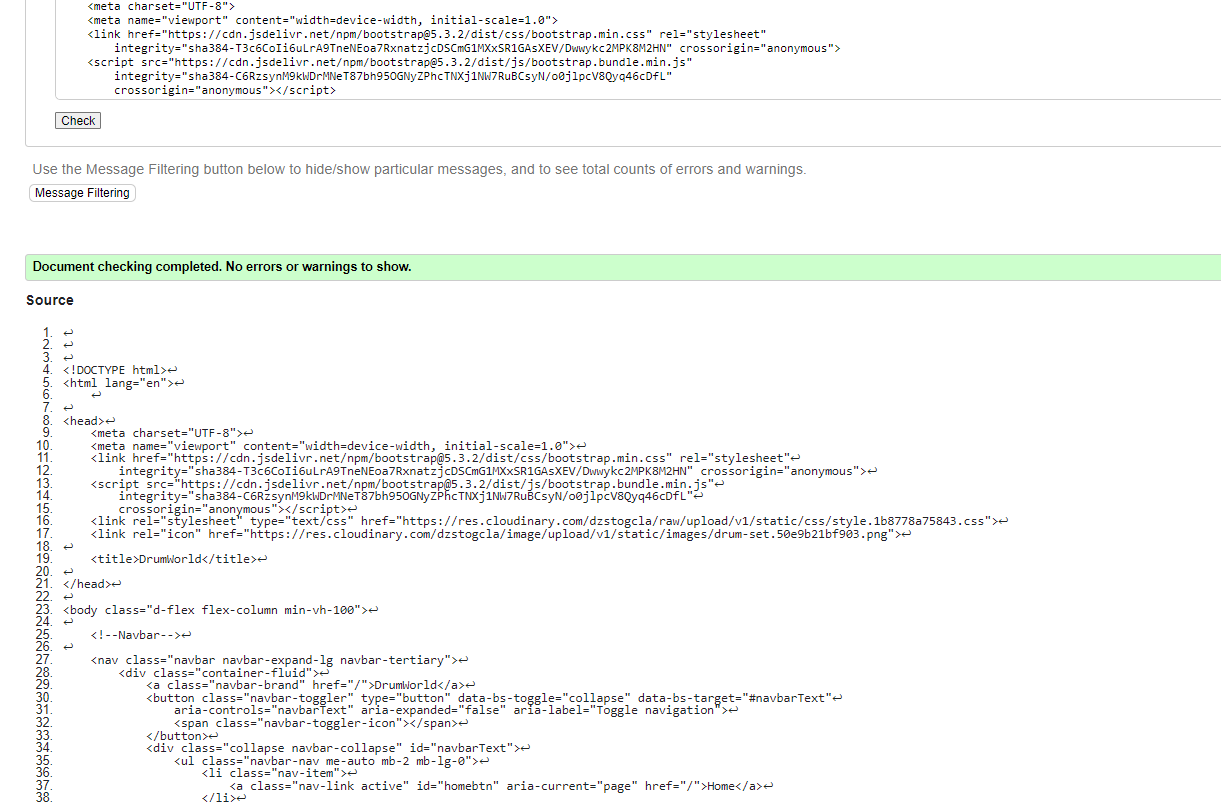 <meta charset="UTF-8">
<meta name="viewport" content="width=device-width, initial-scale=1.0">
<link href="https://cdn.jsdelivr.net/npm/bootstrap@5.3.2/dist/css/bootstrap.min.css" rel="stylesheet"
integrity="sha384-T3c6CoIi6uLrA9TneNEoa7RxnatzjcDSCmG1MXxSR1GAsXEV/Dwwykc2MPK8M2HN" crossorigin="anonymous">
<script src="https://cdn.jsdelivr.net/npm/bootstrap@5.3.2/dist/js/bootstrap.bundle.min.js"
integrity="sha384-C6RzsynM9kWDrMNeT87bh95OGNyZPhcTNXj1NW7RuBCsyN/o0jlpcV8Qyq46cDfL"
crossorigin="anonymous"></script>
Check
Use the Message Filtering button below to hide/show particular messages, and to see total counts of errors and warnings.
Message Filtering
Document checking completed. No errors or warnings to show.
Source
1. ↩
2. ↩
3. ↩
4. <!DOCTYPE html>↩
5. <html lang="en">↩
6. ↩
7. ↩
8. <head>↩
9. <meta charset="UTF-8">↩
10. <meta name="viewport" content="width=device-width, initial-scale=1.0">↩
11. <link href="https://cdn.jsdelivr.net/npm/bootstrap@5.3.2/dist/css/bootstrap.min.css" rel="stylesheet"↩
12. integrity="sha384-T3c6CoIi6uLrA9TneNEoa7RxnatzjcDSCmG1MXxSR1GAsXEV/Dwwykc2MPK8M2HN" crossorigin="anonymous">↩
13. <script src="https://cdn.jsdelivr.net/npm/bootstrap@5.3.2/dist/js/bootstrap.bundle.min.js"↩
14. integrity="sha384-C6RzsynM9kWDrMNeT87bh95OGNyZPhcTNXj1NW7RuBCsyN/o0jlpcV8Qyq46cDfL"↩
15. crossorigin="anonymous"></script>↩
16. <link rel="stylesheet" type="text/css" href="https://res.cloudinary.com/dzstogcla/raw/upload/v1/static/css/style.1b8778a75843.css">↩
17. <link rel="icon" href="https://res.cloudinary.com/dzstogcla/image/upload/v1/static/images/drum-set.50e9b21bf903.png">↩
18. ↩
19. <title>DrumWorld</title>↩
20. ↩
21. </head>↩
22. ↩
23. <body class="d-flex flex-column min-vh-100">↩
24. ↩
25. <!--Navbar-->↩
26. ↩
27. <nav class="navbar navbar-expand-lg navbar-tertiary">↩
28. <div class="container-fluid">↩
29. <a class="navbar-brand" href="/">DrumWorld</a>↩
30. <button class="navbar-toggler" type="button" data-bs-toggle="collapse" data-bs-target="#navbarText"↩
31. aria-controls="navbarText" aria-expanded="false" aria-label="Toggle navigation">↩
32. <span class="navbar-toggler-icon"></span>↩
33. </button>↩
34. <div class="collapse navbar-collapse" id="navbarText">↩
35. <ul class="navbar-nav me-auto mb-2 mb-lg-0">↩
36. <li class="nav-item">↩
37. <a class="nav-link active" id="homebtn" aria-current="page" href="/">Home</a>↩
38. </li>↩